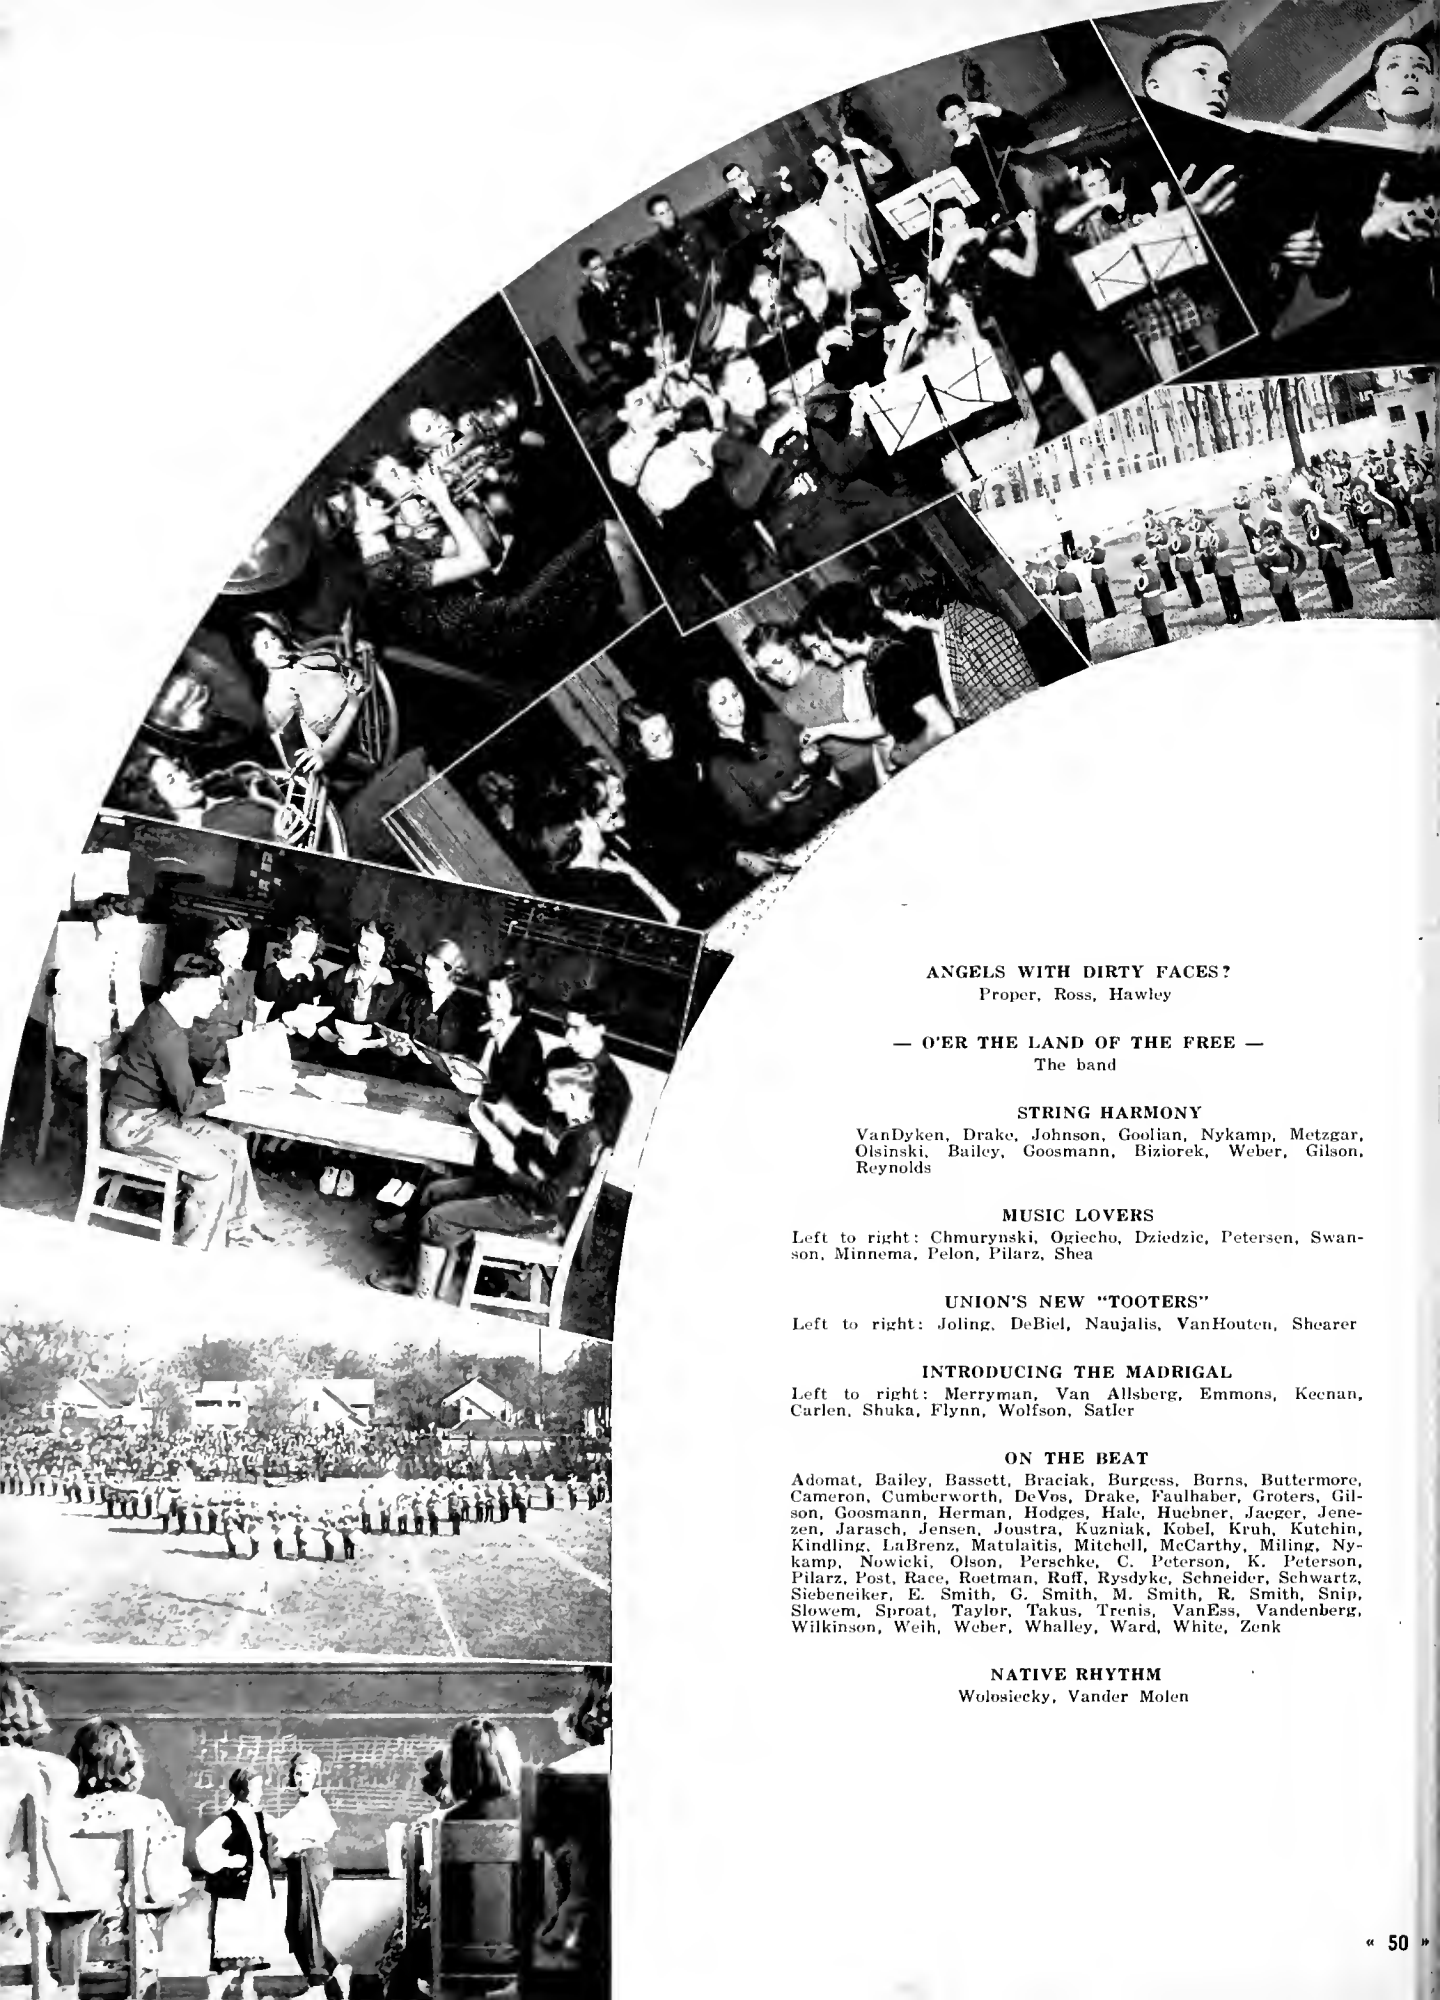 ANGELS WITH DIRTY FACES?
Proper, Ross, Hawley
— O'ER THE LAND OF THE FREE —
The band
STRING HARMONY
VanDyken, Drake, Johnson, Goolian, Nykamp, Metzgar,
Olsinski, Bailey, Goosmann, Biziorek, Weber, Gilson,
Reynolds
MUSIC LOVERS
Left to right: Chmurynski, Ogiecho, Dziedzic, Petersen, Swan-
son, Minnema, Pelon, Pilarz, Shea
UNION'S NEW "TOOTERS"
Left to right: Joling, DeBiel, Naujalis, VanHouten, Shearer
INTRODUCING THE MADRIGAL
Left to right: Merryman, Van Allsberg, Emmons, Keenan,
Carlen, Shuka, Flynn, Wolfson, Satler
ON THE BEAT
Adomat, Bailey, Bassett, Braciak, Burgess, Burns, Buttermore,
Cameron, Cumberworth, DeVos, Drake, Faulhaber, Groters, Gil-
son, Goosmann, Herman, Hodges, Hale, Huebner, Jaeger, Jene-
zen, Jarasch, Jensen, Joustra, Kuzniak, Kobel, Kruh, Kutchin,
Kindling, LaBrenz, Matulaitis, Mitchell, McCarthy, Miling, Ny-
kamp, Nowicki, Olson, Perschke, C. Peterson, K. Peterson,
Pilarz, Post, Race, Roetman, Ruff, Rysdyke, Schneider, Schwartz,
Siebeneiker, E. Smith, G. Smith, M. Smith, R. Smith, Snip,
Slowem, Sproat, Taylor, Takus, Trenis, VanEss, Vandenberg,
Wilkinson, Weih, Weber, Whalley, Ward, White, Zenk
NATIVE RHYTHM
Wolosiecky, Vander Molen
« 50 »